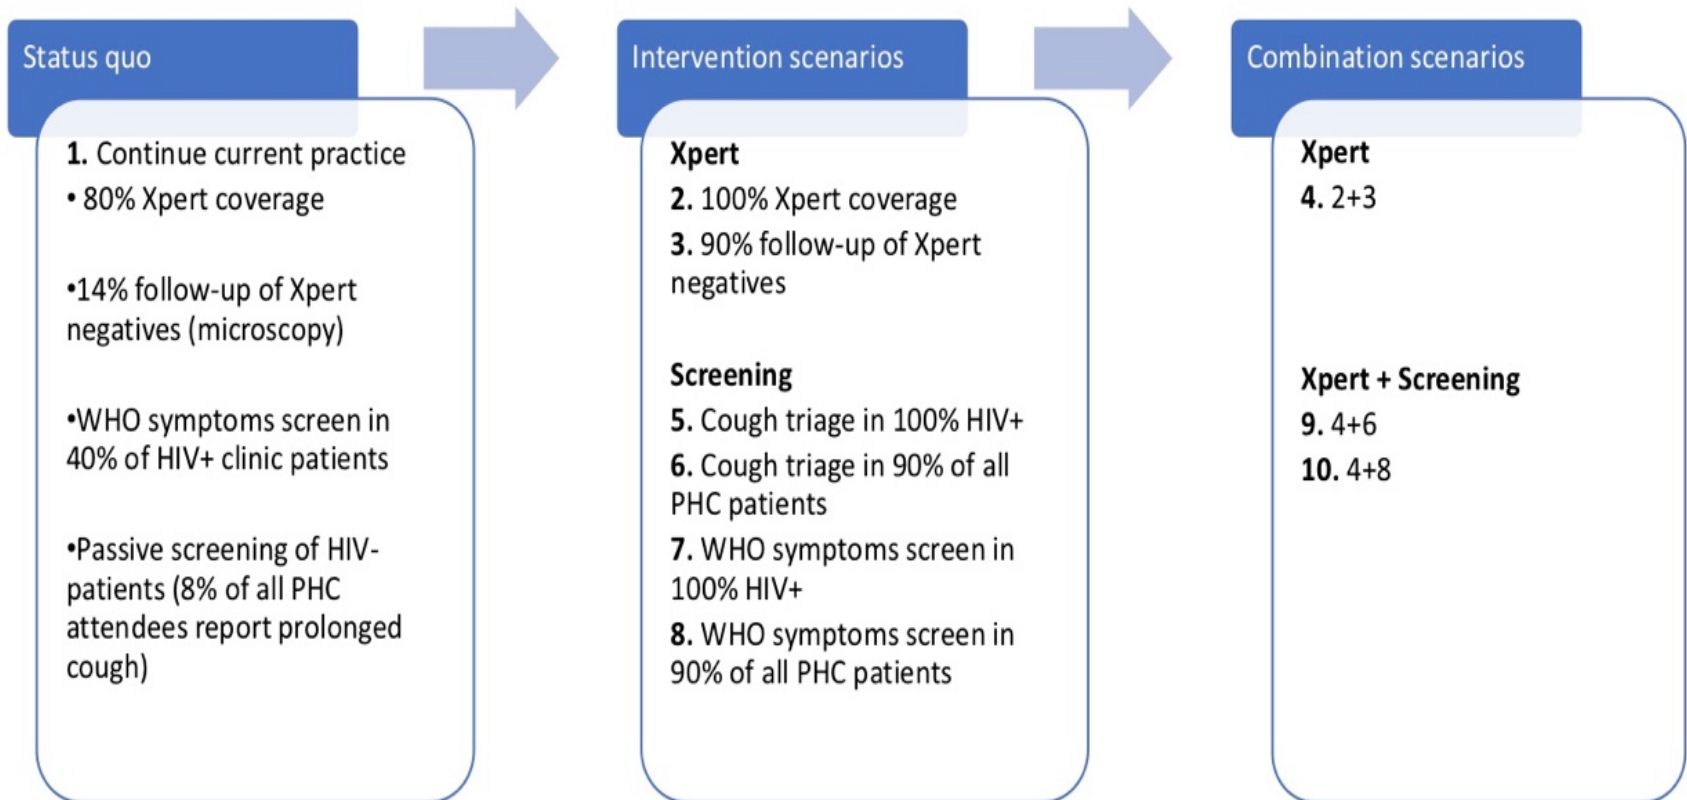 Status quo
1. Continue current practice
• 80% Xpert coverage
•14% follow-up of Xpert
negatives (microscopy)
•WHO symptoms screen in
40% of HIV+ clinic patients
•Passive screening of HIV-
patients (8% of all PHC
attendees report prolonged
cough)
Intervention scenarios
Xpert
2. 100% Xpert coverage
3. 90% follow-up of Xpert
negatives
Screening
5. Cough triage in 100% HIV+
6. Cough triage in 90% of all
PHC patients
7. WHO symptoms screen in
100% HIV+
8. WHO symptoms screen in
90% of all PHC patients
Combination scenarios
Xpert
4. 2+3
Xpert + Screening
9. 4+6
10. 4+8